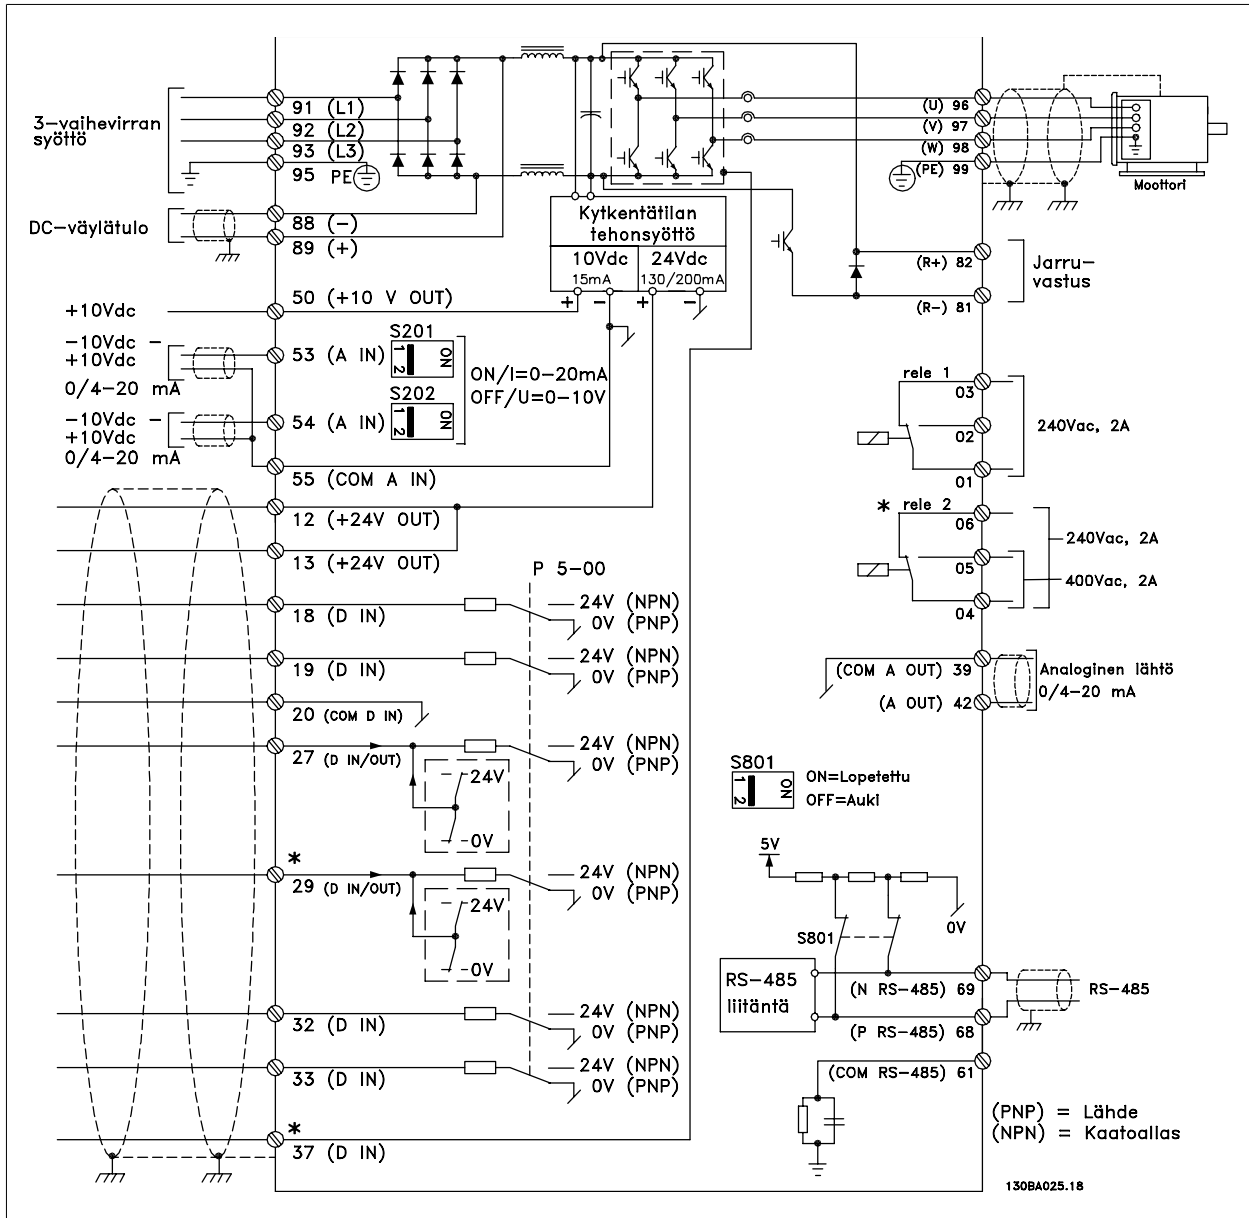 3-vaihevirran
syöttö
91 (L1)
92 (L2)
93 (L3)
95 PE
DC-väylätulo
88 (-)
89 (+)
+10Vdc
50 (+10 V OUT)
-10Vdc -
+10Vdc
0/4-20 mA
53 (A IN)
S201
1 2
ON
ON/I=0-20mA
OFF/U=0-10V
-10Vdc -
+10Vdc
0/4-20 mA
54 (A IN)
S202
1 2
ON
55 (COM A IN)
12 (+24V OUT)
13 (+24V OUT)
P 5-00
18 (D IN)
24V (NPN)
0V (PNP)
19 (D IN)
24V (NPN)
0V (PNP)
20 (COM D IN)
27 (D IN/OUT)
24V (NPN)
0V (PNP)
24V
0V
*
29 (D IN/OUT)
24V (NPN)
0V (PNP)
24V
0V
32 (D IN)
24V (NPN)
0V (PNP)
33 (D IN)
24V (NPN)
0V (PNP)
*
37 (D IN)
Kytkentätilan
tehonsyöttö
10Vdc
15mA
24Vdc
130/200mA
+ - + -
(U) 96
(V) 97
(W) 98
(PE) 99
Moottori
(R+) 82
(R-) 81
Jarru-
vastus
rele 1
03
02
01
240Vac, 2A
* rele 2
06
05
04
240Vac, 2A
400Vac, 2A
(COM A OUT) 39
(A OUT) 42
Analoginen lähtö
0/4-20 mA
S801
1 2
ON
ON=Lopetettu
OFF=Auki
5V
0V
S801
RS-485
liitäntä
(N RS-485) 69
(P RS-485) 68
RS-485
(COM RS-485) 61
(PNP) = Lähde
(NPN) = Kaatoallas
130BA025.18